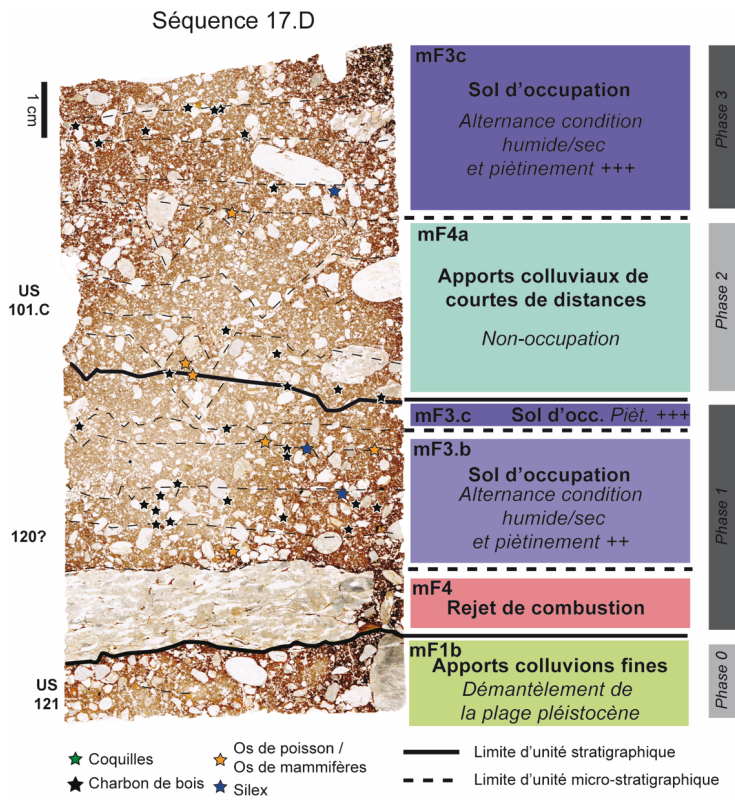 Séquence 17.D
1 cm
US
101.C
120?
US
121
mF3c
Sol d'occupation
Alternance condition
humide/sec
et piètinement +++
Phase 3
mF4a
Apports colluviaux de
courtes de distances
Non-occupation
Phase 2
mF3.c Sol d'occ. Pièt. +++
mF3.b
Sol d'occupation
Alternance condition
humide/sec
et piètinement ++
Phase 1
mF4
Rejet de combustion
mF1b
Apports colluvions fines
Démantèlement de
la plage pléistocène
Phase 0
Coquilles
Charbon de bois
Os de poisson /
Os de mammifères
Silex
Limite d'unité stratigraphique
Limite d'unité micro-stratigraphique